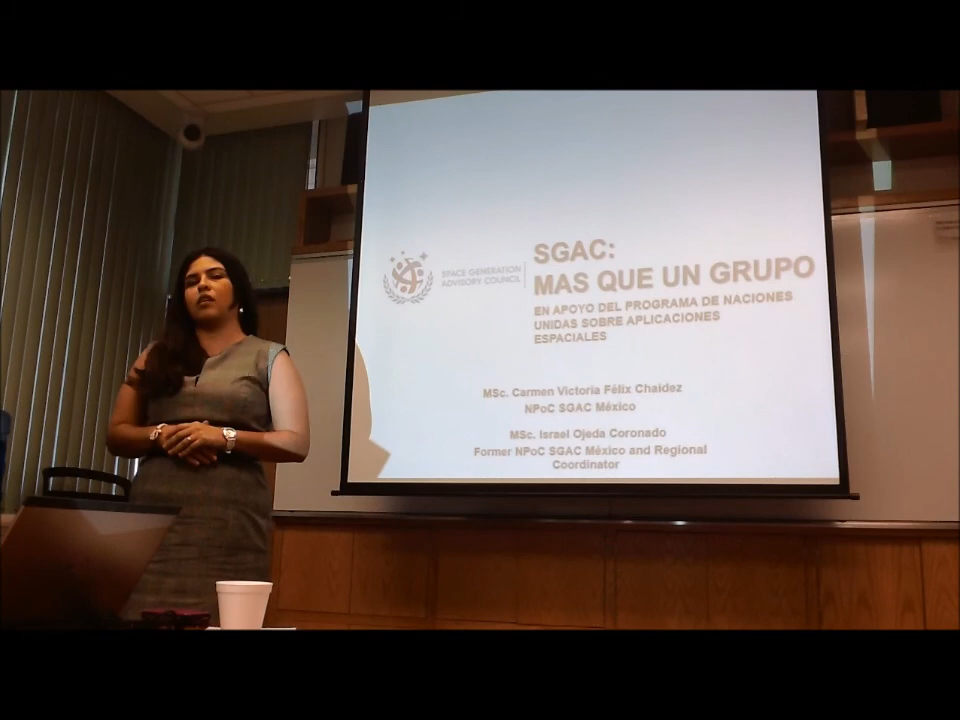 SPACE GENERATION
ADVISORY COUNCIL
SGAC:
MAS QUE UN GRUPO
EN APOYO DEL PROGRAMA DE NACIONES
UNIDAS SOBRE APLICACIONES
ESPACIALES
MSc. Carmen Victoria Félix Chaidez
NPoC SGAC México
MSc. Israel Ojeda Coronado
Former NPoC SGAC México and Regional
Coordinator